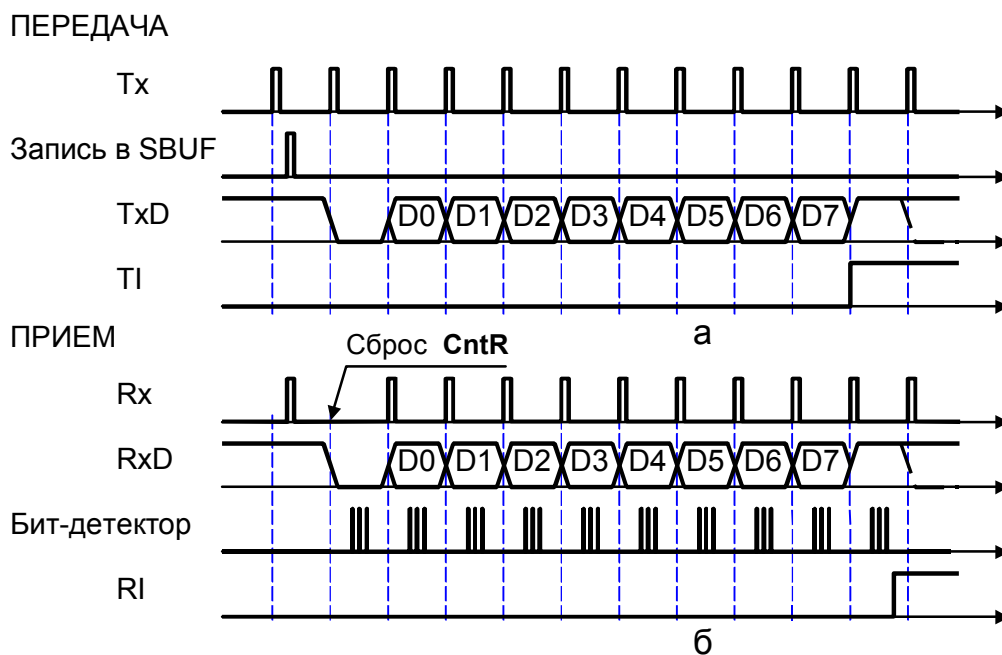 ПЕРЕДАЧА
Tx
Запись в SBUF
TxD
D0 D1 D2 D3 D4 D5 D6 D7
TI
а
ПРИЕМ
Сброс CntR
Rx
RxD
D0 D1 D2 D3 D4 D5 D6 D7
Бит-детектор
RI
б